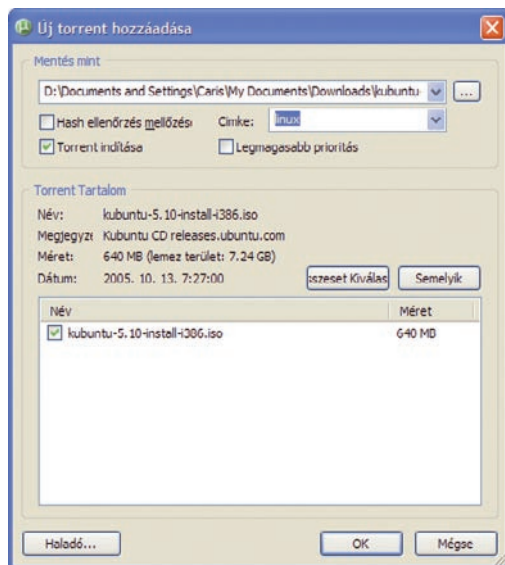 Új torrent hozzáadása
Mentés mint
D:\Documents and Settings\Caris\My Documents\Downloads\kubuntu- ...
Hash ellenőrzés mellőzési Cimke: linux
Torrent indítása Legmagasabb prioritás
Torrent Tartalom
Név: kubuntu-5.10-install-i386.iso
Megjegyzé Kubuntu CD releases.ubuntu.com
Méret: 640 MB (lemez terület: 7.24 GB)
Dátum: 2005. 10. 13. 7:27:00 sszeset Kiválas Semelyik
Név Méret
kubuntu-5.10-install-i386.iso 640 MB
Haladó... OK Mégse